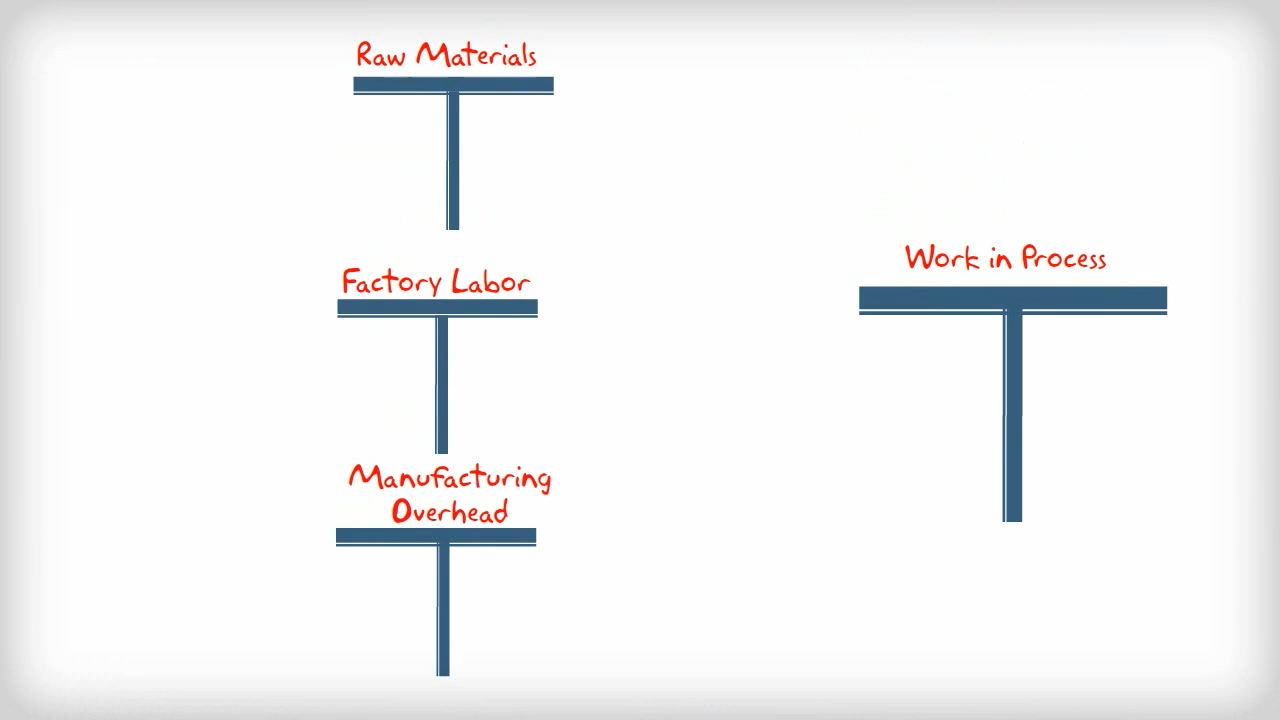 Raw Materials
Factory Labor
Manufacturing
Overhead
Work in Process